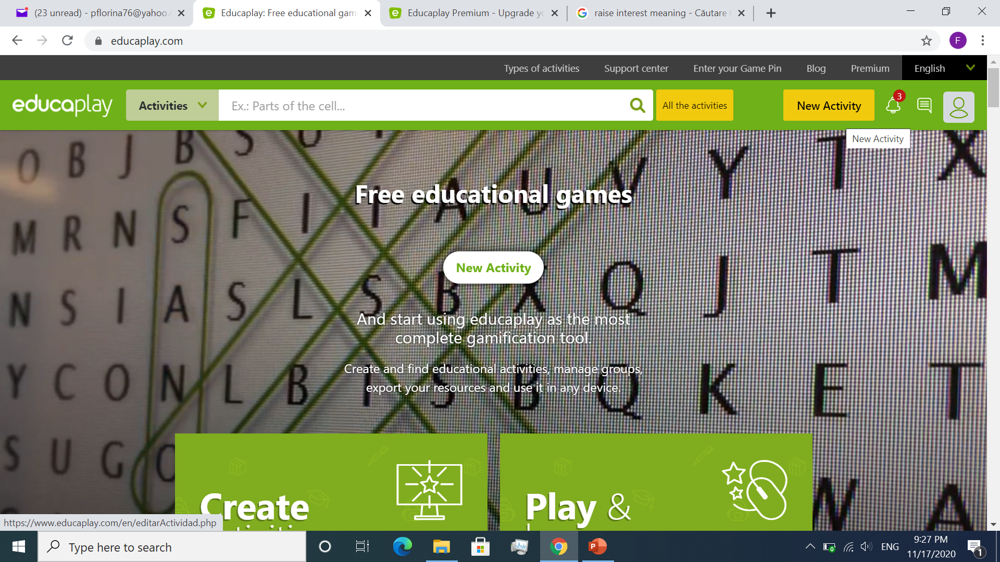 (23 unread) - pflorina76@yahoo.
Educaplay: Free educational gam
Educaplay Premium - Upgrade yo
raise interest meaning - Căutare
educaplay.com
F
Types of activities
Support center
Enter your Game Pin
Blog
Premium
English
educaplay
Activities
Ex.: Parts of the cell...
All the activities
New Activity
3
New Activity
O B J B S U
Free educational games
S F I I A U V Y T X
M R N
New Activity
N S I A S L S B X Q J T M
And start using educaplay as the most
complete gamification tool.
Create and find educational activities, manage groups,
export your resources and use it in any device.
Y C O N L B I S B Q K E T
S U G O
Create
Play &
https://www.educaplay.com/en/editarActividad.php
Type here to search
ENG
9:27 PM
11/17/2020
1